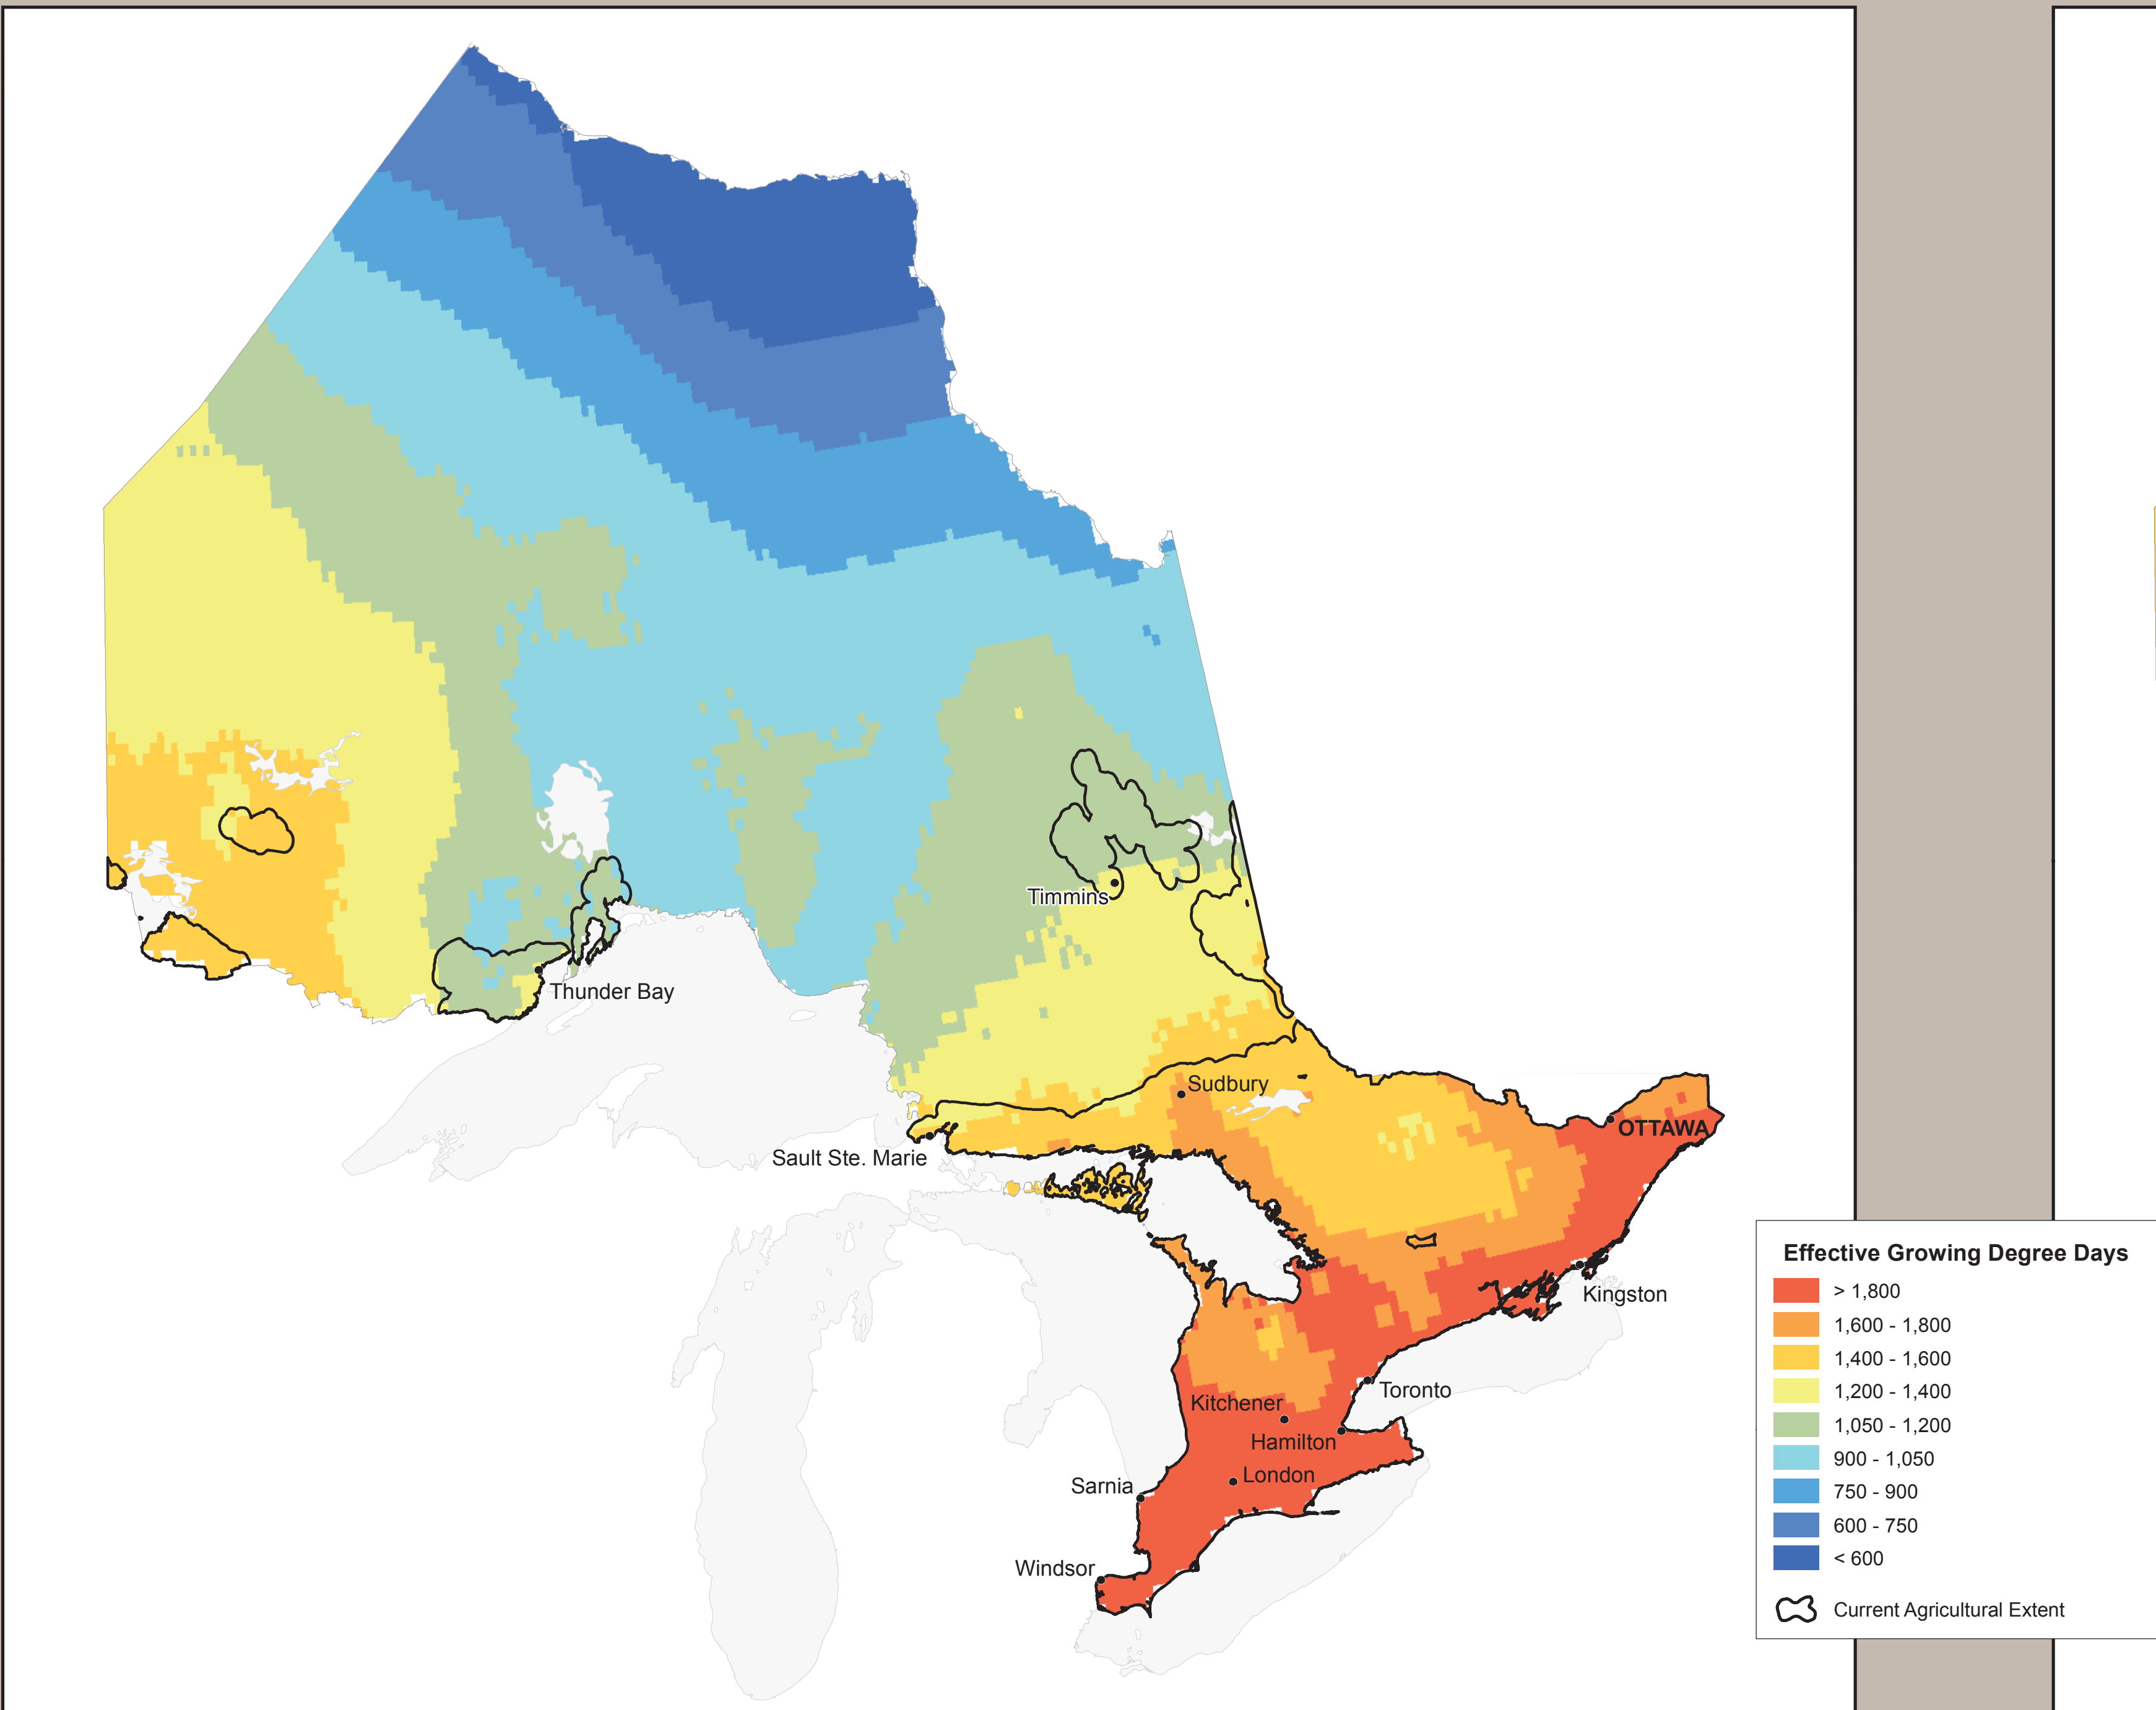 Timmins
Thunder Bay
Sudbury
OTTAWA
Sault Ste. Marie
Kingston
Toronto
Kitchener
Hamilton
London
Sarnia
Windsor
Effective Growing Degree Days
> 1,800
1,600 - 1,800
1,400 - 1,600
1,200 - 1,400
1,050 - 1,200
900 - 1,050
750 - 900
600 - 750
< 600
Current Agricultural Extent